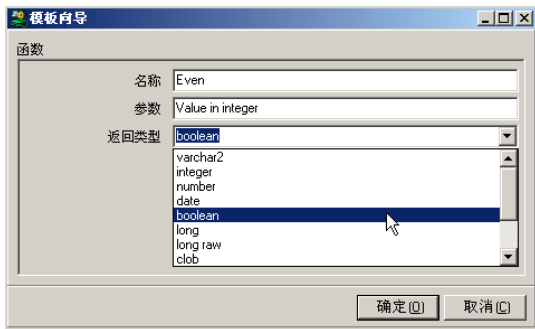 模板向导
函数
名称 Even
参数 Value in integer
返回类型 boolean
varchar2
integer
number
date
boolean
long
long raw
clob
确定[O] 取消[C]